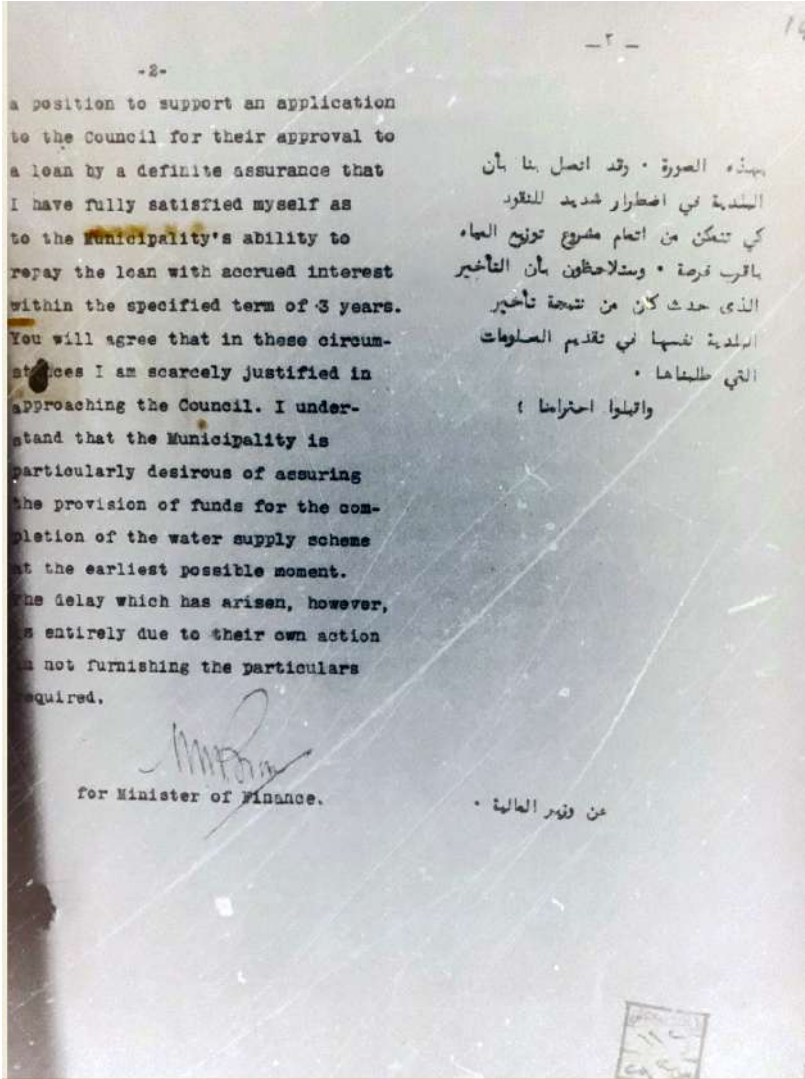 -2-
a position to support an application
to the Council for their approval to
a loan by a definite assurance that
I have fully satisfied myself as
to the Municipality's ability to
repay the loan with accrued interest
within the specified term of 3 years.
You will agree that in these circum-
stances I am scarcely justified in
approaching the Council. I under-
stand that the Municipality is
particularly desirous of assuring
the provision of funds for the com-
pletion of the water supply scheme
at the earliest possible moment.
The delay which has arisen, however,
is entirely due to their own action
in not furnishing the particulars
required.
for Minister of Finance.
— ٢ —
بهذه الصورة ٠ وقد اتصل بنا بأن
البلدية في اضطرار شديد للنقود
كي تتمكن من اتمام مشروع توزيع المياه
باقرب فرصة ٠ وستلاحظون بأن التأخير
الذى حدث كان من نتيجة تأخير
البلدية نفسها في تقديم المعلومات
التي طلبناها ٠
واقبلوا احترامنا ؛
عن وزير المالية ٠